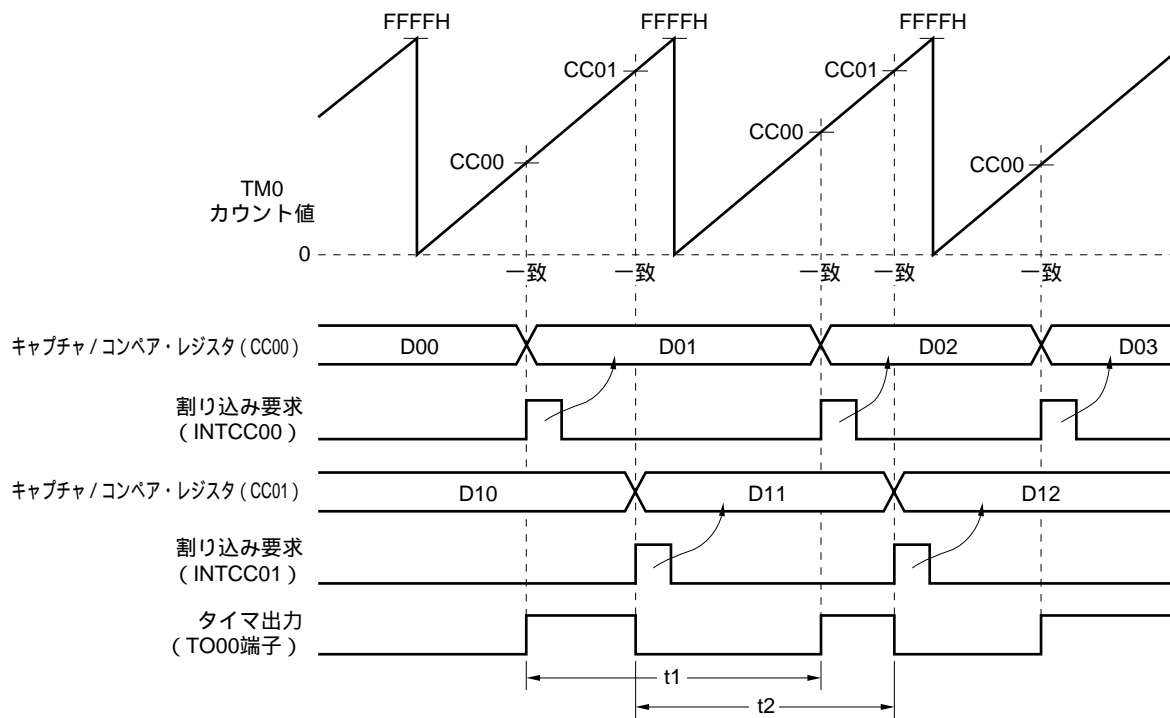 FFFFH FFFFH FFFFH
CC01 CC01
CC00 CC00 CC00
TM0
カウント値
0
一致 一致 一致 一致 一致
キャプチャ / コンペア・レジスタ ( CC00 ) D00 D01 D02 D03
割り込み要求
( INTCC00 )
キャプチャ / コンペア・レジスタ ( CC01 ) D10 D11 D12
割り込み要求
( INTCC01 )
タイマ出力
( TO00端子 )
t1
t2